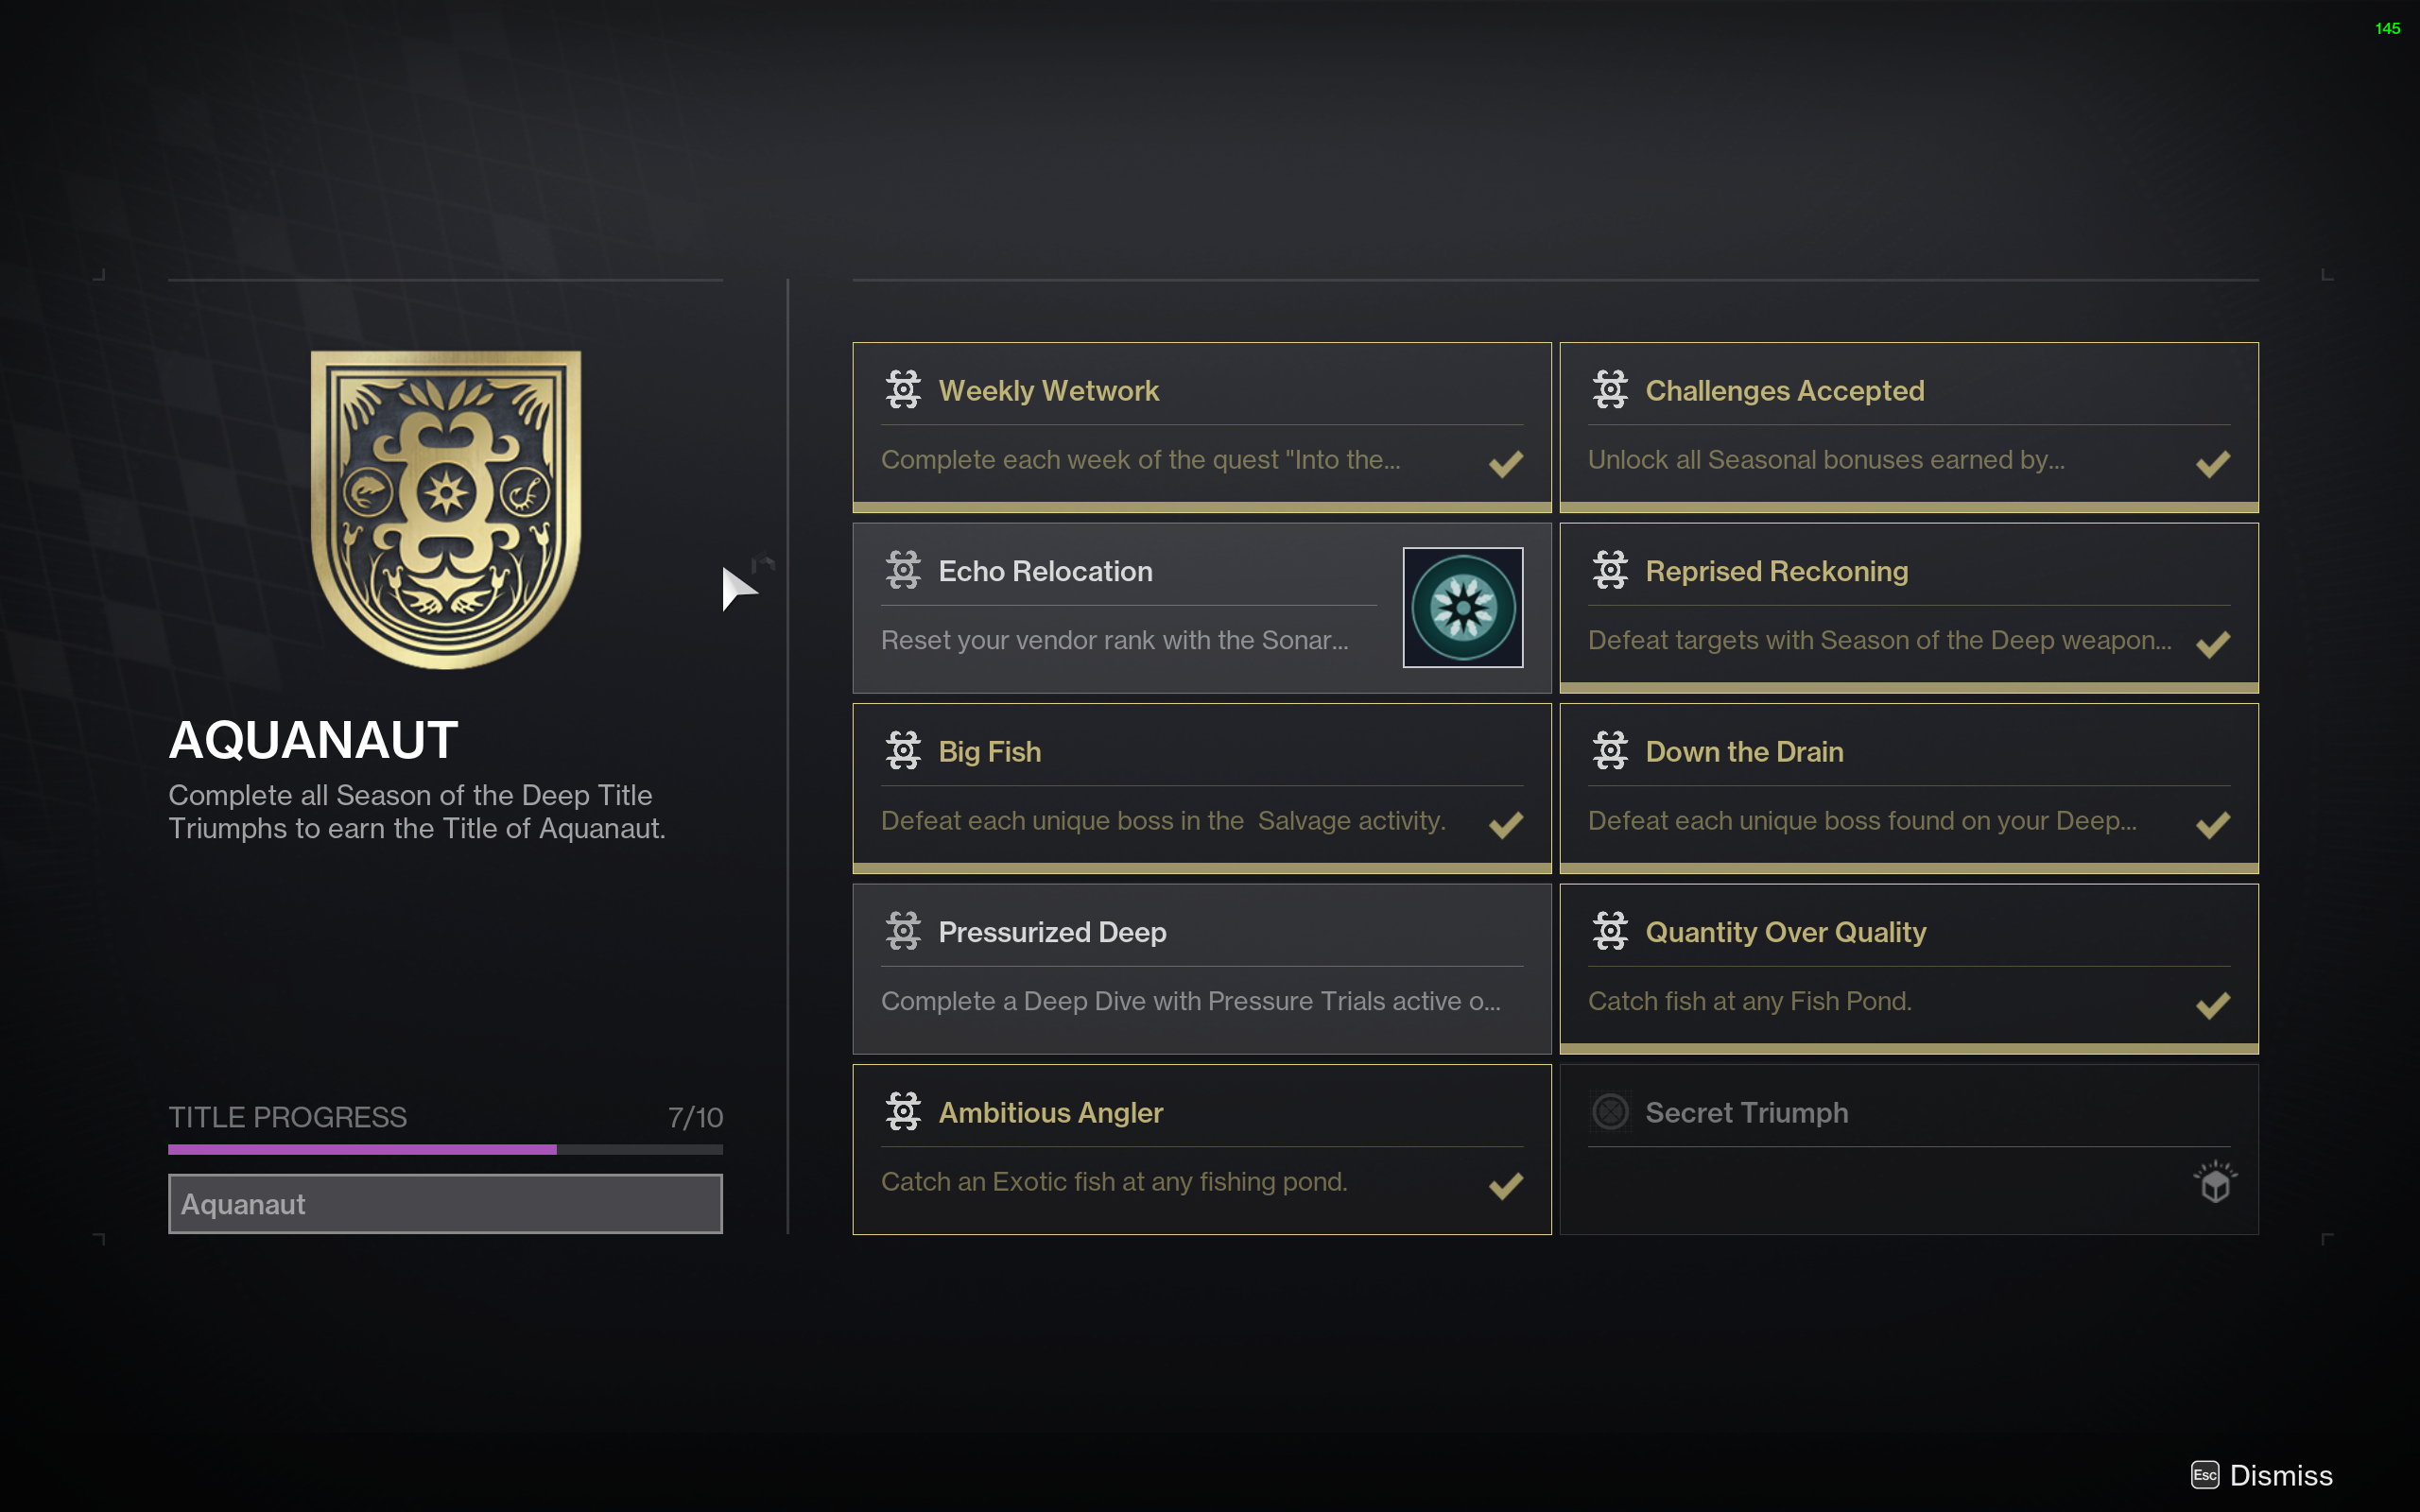 145
AQUANAUT
Complete all Season of the Deep Title
Triumphs to earn the Title of Aquanaut.
TITLE PROGRESS 7/10
Aquanaut
Weekly Wetwork
Complete each week of the quest "Into the...
Challenges Accepted
Unlock all Seasonal bonuses earned by...
Echo Relocation
Reset your vendor rank with the Sonar...
Reprised Reckoning
Defeat targets with Season of the Deep weapon...
Big Fish
Defeat each unique boss in the  Salvage activity.
Down the Drain
Defeat each unique boss found on your Deep...
Pressurized Deep
Complete a Deep Dive with Pressure Trials active o...
Quantity Over Quality
Catch fish at any Fish Pond.
Ambitious Angler
Catch an Exotic fish at any fishing pond.
Secret Triumph
Esc Dismiss